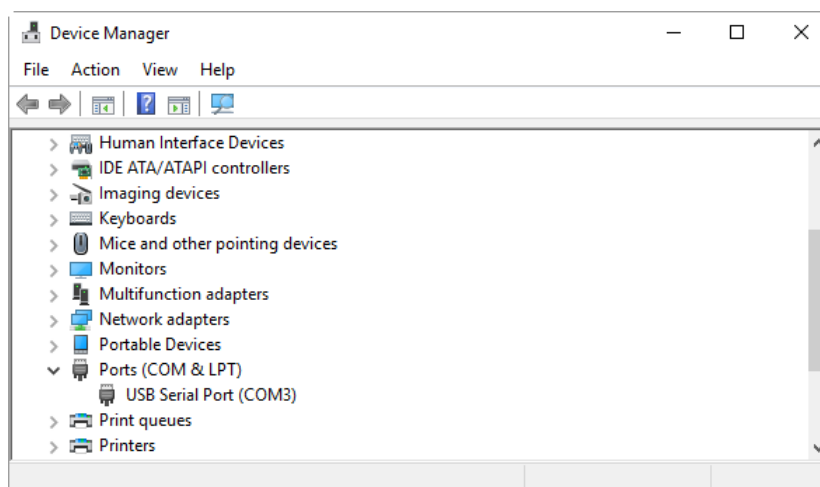 Device Manager
File Action View Help
Human Interface Devices
IDE ATA/ATAPI controllers
Imaging devices
Keyboards
Mice and other pointing devices
Monitors
Multifunction adapters
Network adapters
Portable Devices
Ports (COM & LPT)
USB Serial Port (COM3)
Print queues
Printers